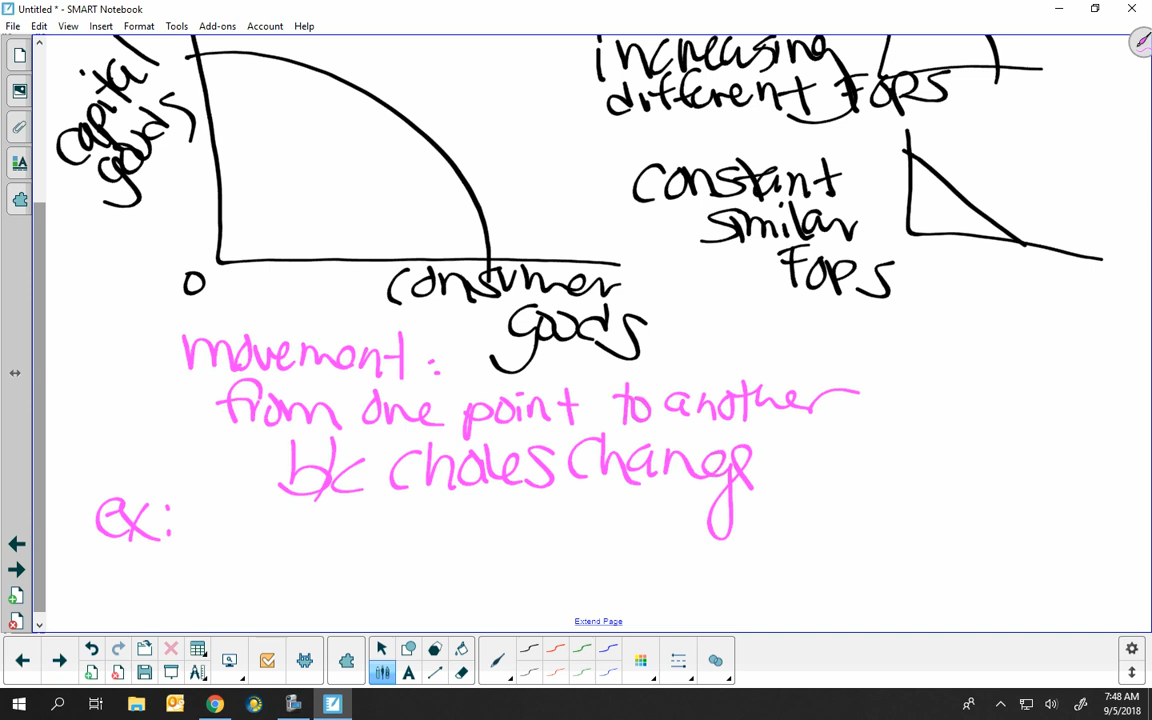 Untitled * - SMART Notebook
File Edit View Insert Format Tools Add-ons Account Help
capital
goods
increasing
different FOPS
constant
similar
FOPS
0
consumer
goods
movement:
from one point to another
b/c choies change
ex:
Extend Page
7:48 AM
9/5/2018